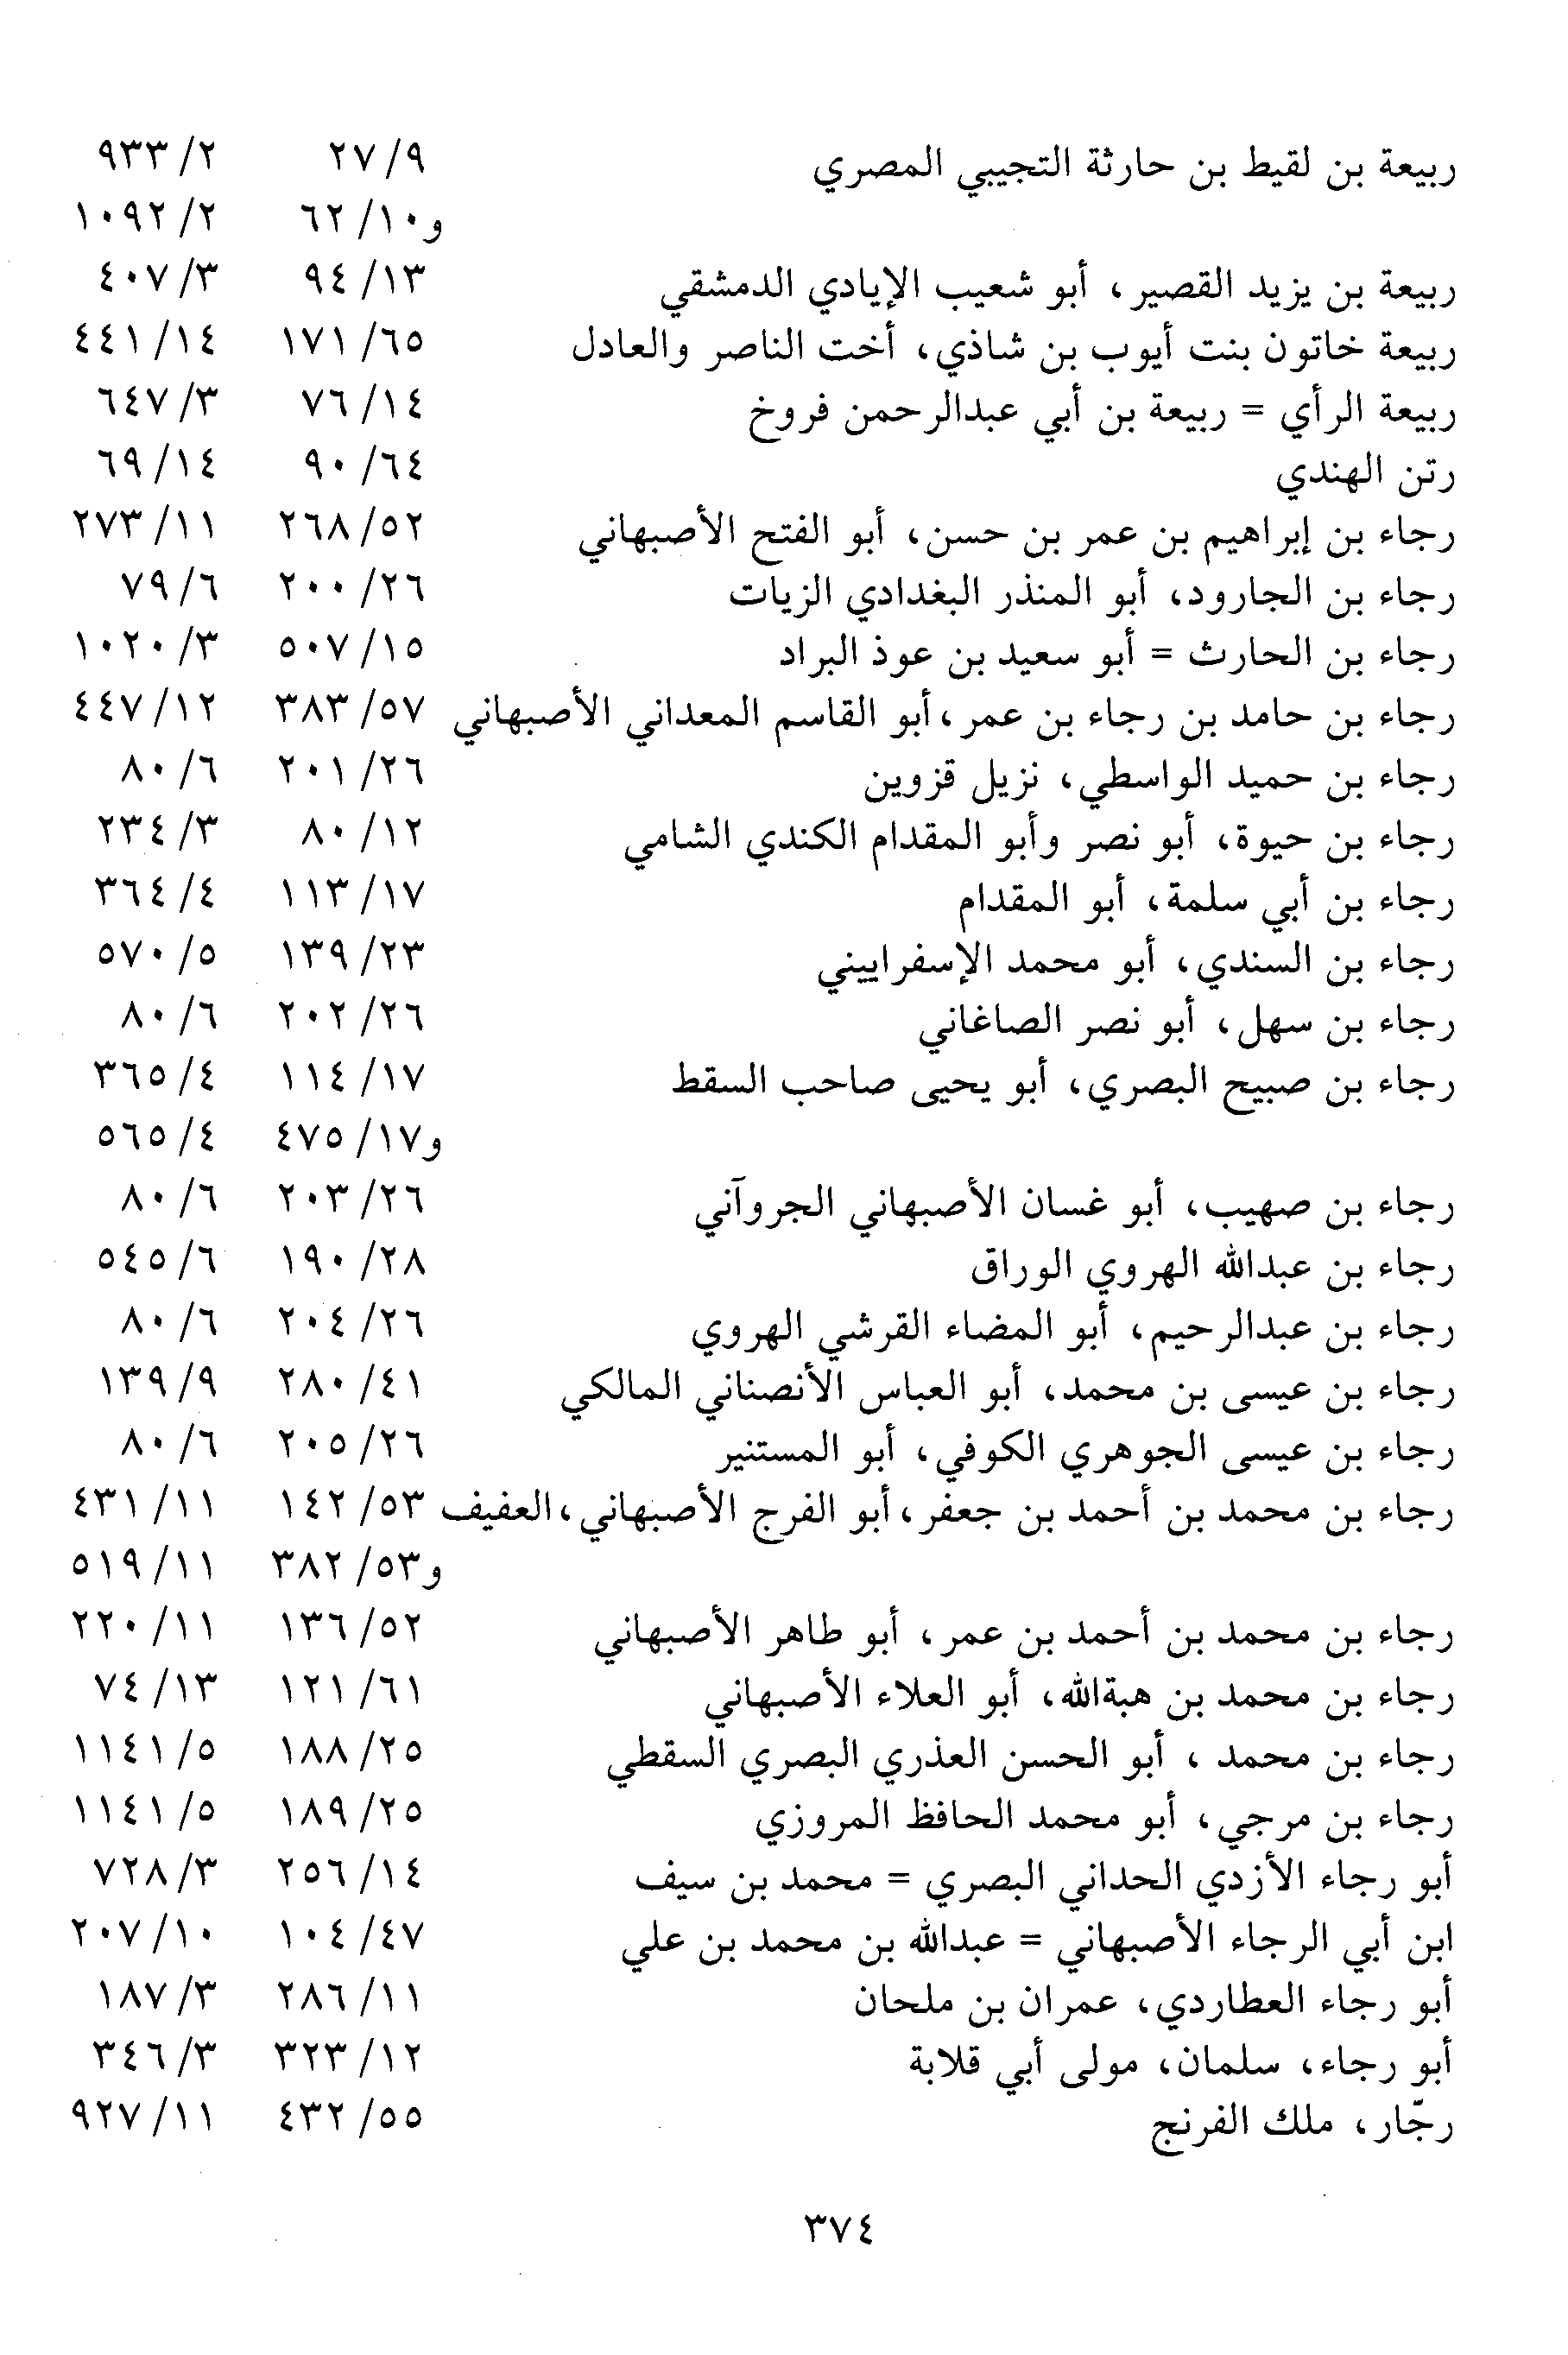 ربيعة بن لقيط بن حارثة التجيبي المصري ٩/ ٢٧ ٢/ ٩٣٣
و١٠/ ٦٢ ٢/ ١٠٩٢
ربيعة بن يزيد القصير، أبو شعيب الإيادي الدمشقي ١٣/ ٩٤ ٣/ ٤٠٧
ربيعة خاتون بنت أيوب بن شاذي، أخت الناصر والعادل ٦٥/ ١٧١ ١٤/ ٤٤١
ربيعة الرأي = ربيعة بن أبي عبدالرحمن فروخ ١٤/ ٧٦ ٣/ ٦٤٧
رتن الهندي ٦٤/ ٩٠ ١٤/ ٦٩
رجاء بن إبراهيم بن عمر بن حسن، أبو الفتح الأصبهاني ٥٢/ ٢٦٨ ١١/ ٢٧٣
رجاء بن الجارود، أبو المنذر البغدادي الزيات ٢٦/ ٢٠٠ ٦/ ٧٩
رجاء بن الحارث = أبو سعيد بن عوذ البراد ١٥/ ٥٠٧ ٣/ ١٠٢٠
رجاء بن حامد بن رجاء بن عمر، أبو القاسم المعداني الأصبهاني ٥٧/ ٣٨٣ ١٢/ ٤٤٧
رجاء بن حميد الواسطي، نزيل قزوين ٢٦/ ٢٠١ ٦/ ٨٠
رجاء بن حيوة، أبو نصر وأبو المقدام الكندي الشامي ١٢/ ٨٠ ٣/ ٢٣٤
رجاء بن أبي سلمة، أبو المقدام ١٧/ ١١٣ ٤/ ٣٦٤
رجاء بن السندي، أبو محمد الإسفراييني ٢٣/ ١٣٩ ٥/ ٥٧٠
رجاء بن سهل، أبو نصر الصاغاني ٢٦/ ٢٠٢ ٦/ ٨٠
رجاء بن صبيح البصري، أبو يحيى صاحب السقط ١٧/ ١١٤ ٤/ ٣٦٥
و١٧/ ٤٧٥ ٤/ ٥٦٥
رجاء بن صهيب، أبو غسان الأصبهاني الجروآني ٢٦/ ٢٠٣ ٦/ ٨٠
رجاء بن عبدالله الهروي الوراق ٢٨/ ١٩٠ ٦/ ٥٤٥
رجاء بن عبدالرحيم، أبو المضاء القرشي الهروي ٢٦/ ٢٠٤ ٦/ ٨٠
رجاء بن عيسى بن محمد، أبو العباس الأنصناني المالكي ٤١/ ٢٨٠ ٩/ ١٣٩
رجاء بن عيسى الجوهري الكوفي، أبو المستنير ٢٦/ ٢٠٥ ٦/ ٨٠
رجاء بن محمد بن أحمد بن جعفر، أبو الفرج الأصبهاني، العفيف ٥٣/ ١٤٢ ١١/ ٤٣١
و٥٣/ ٣٨٢ ١١/ ٥١٩
رجاء بن محمد بن أحمد بن عمر، أبو طاهر الأصبهاني ٥٢/ ١٣٦ ١١/ ٢٢٠
رجاء بن محمد بن هبةالله، أبو العلاء الأصبهاني ٦١/ ١٢١ ١٣/ ٧٤
رجاء بن محمد ، أبو الحسن العذري البصري السقطي ٢٥/ ١٨٨ ٥/ ١١٤١
رجاء بن مرجي، أبو محمد الحافظ المروزي ٢٥/ ١٨٩ ٥/ ١١٤١
أبو رجاء الأزدي الحداني البصري = محمد بن سيف ١٤/ ٢٥٦ ٣/ ٧٢٨
ابن أبي الرجاء الأصبهاني = عبدالله بن محمد بن علي ٤٧/ ١٠٤ ١٠/ ٢٠٧
أبو رجاء العطاردي، عمران بن ملحان ١١/ ٢٨٦ ٣/ ١٨٧
أبو رجاء، سلمان، مولى أبي قلابة ١٢/ ٣٢٣ ٣/ ٣٤٦
رجّار، ملك الفرنج ٥٥/ ٤٣٢ ١١/ ٩٢٧
٣٧٤